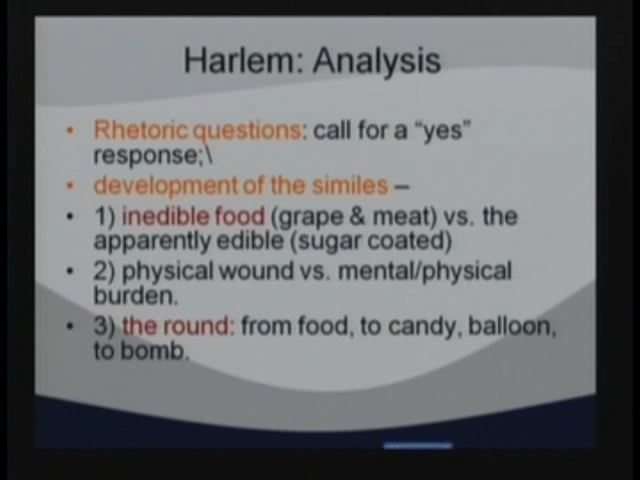 Harlem: Analysis
• Rhetoric questions: call for a "yes"
response;\
• development of the similes –
• 1) inedible food (grape & meat) vs. the
apparently edible (sugar coated)
• 2) physical wound vs. mental/physical
burden.
• 3) the round: from food, to candy, balloon,
to bomb.